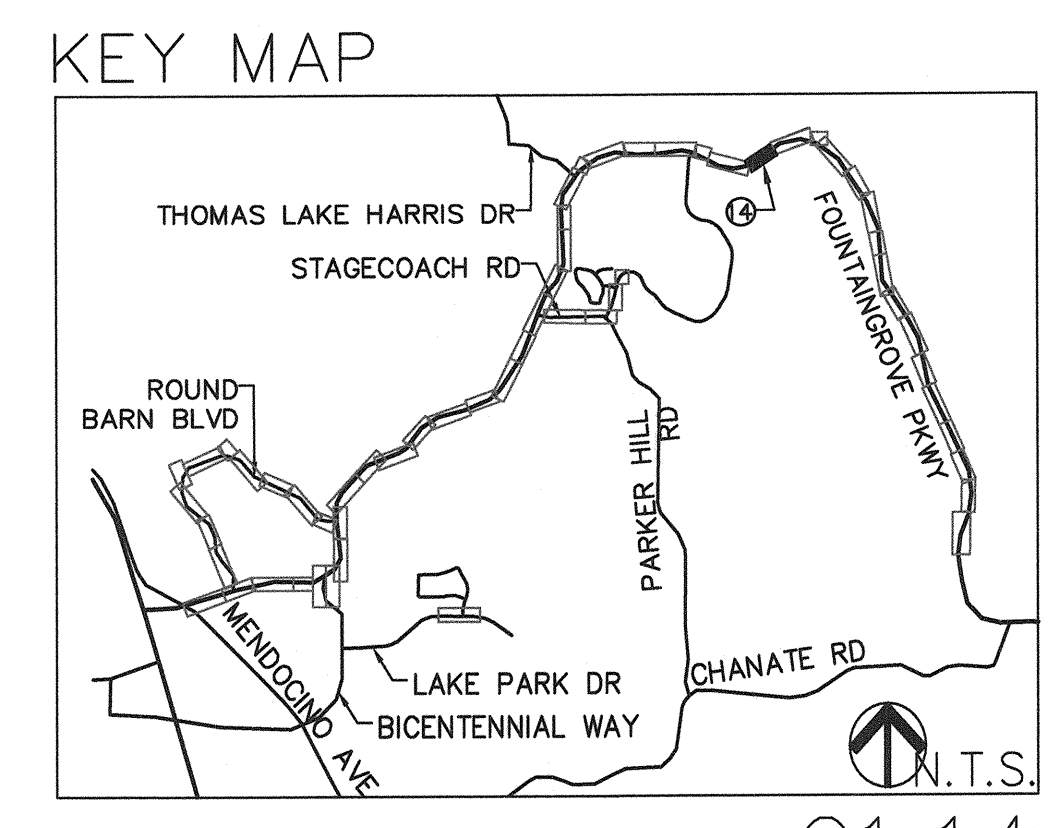 KEY MAP
THOMAS LAKE HARRIS DR
14
STAGECOACH RD
FOUNTAINGROVE PKWY
ROUND
BARN BLVD
PARKER HILL
RD
MENDOCINO AVE
CHANATE RD
LAKE PARK DR
BICENTENNIAL WAY
N.T.S.